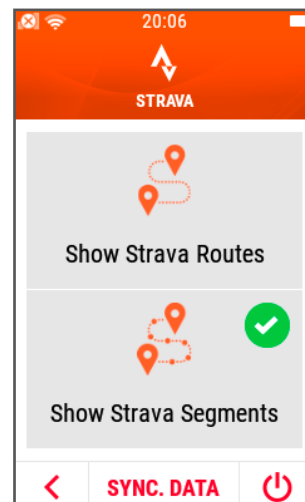 20:06
STRAVA
Show Strava Routes
Show Strava Segments
SYNC. DATA